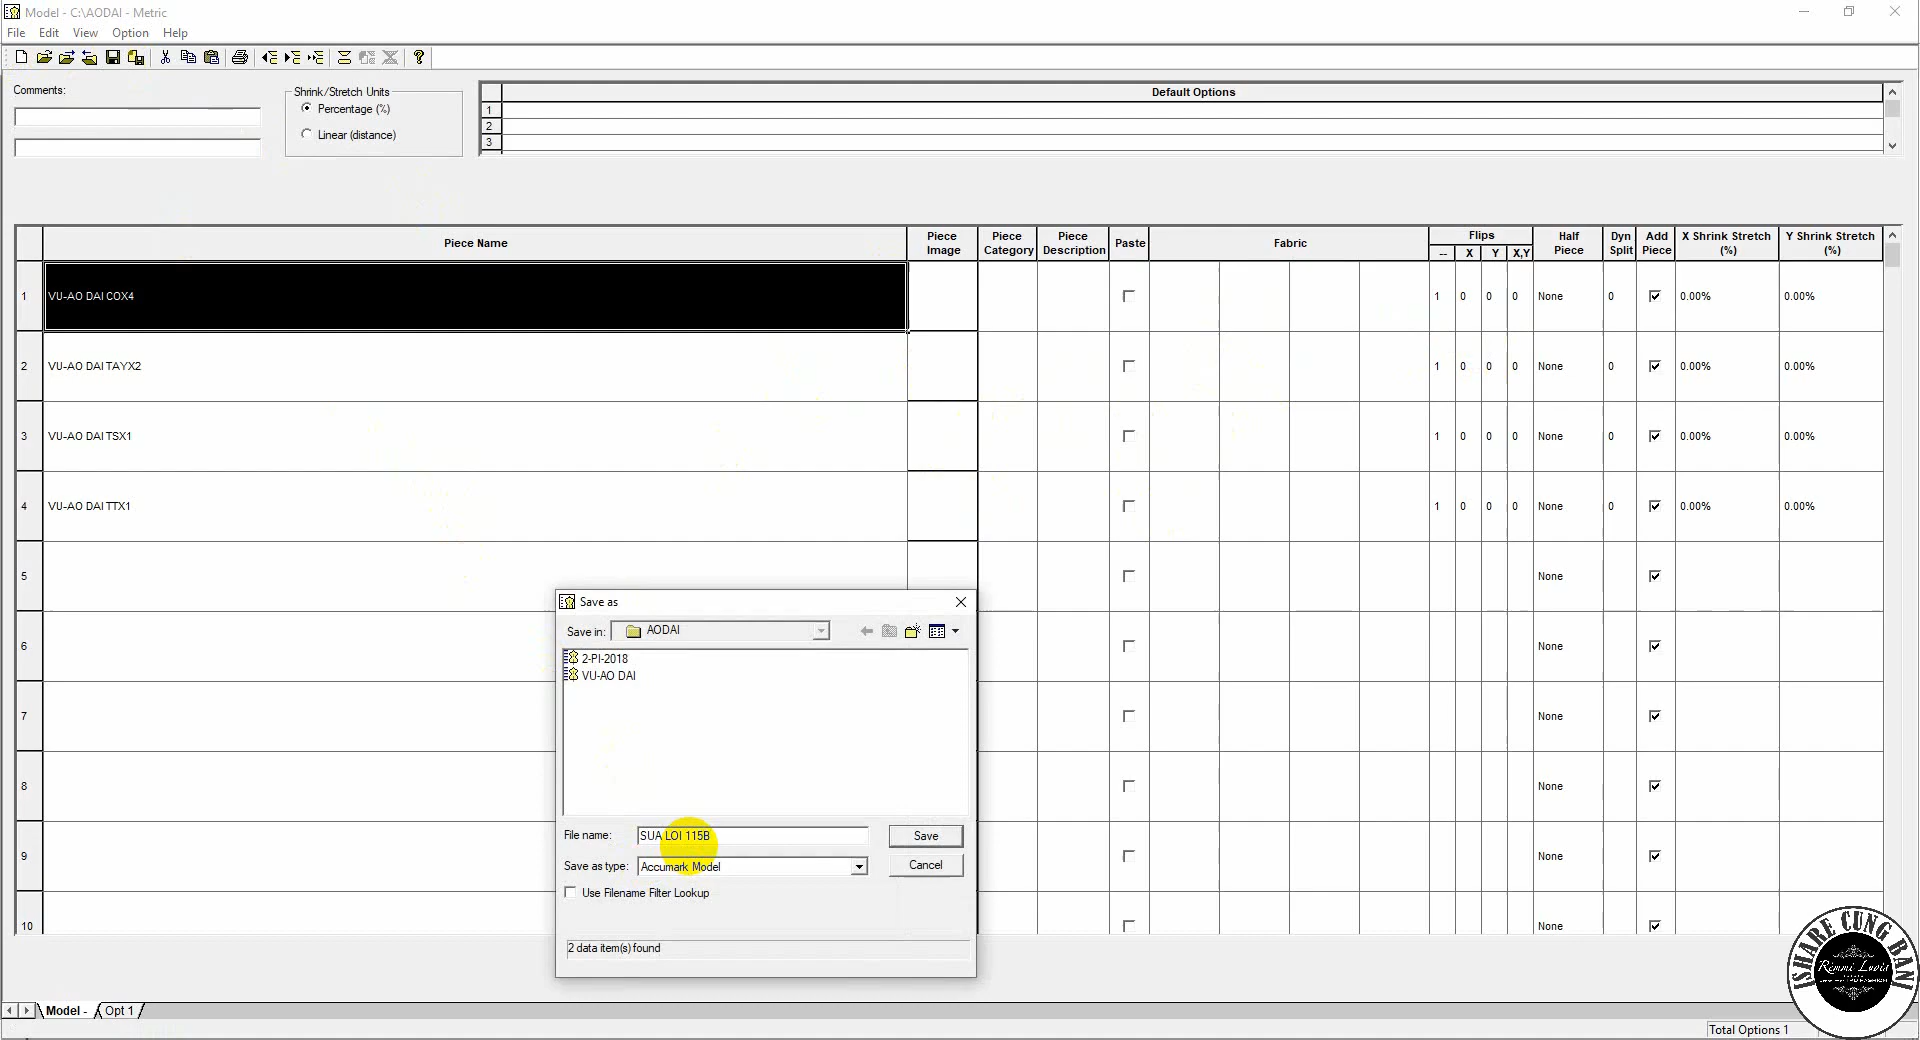 Model - C:\AODAI - Metric
File Edit View Option Help
Comments:
Shrink/Stretch Units
Percentage (%)
Linear (distance)
Default Options
1
2
3
Piece Name Piece Image Piece Category Piece Description Paste Fabric Flips -- X Y X,Y Half Piece Dyn Split Add Piece X Shrink Stretch (%) Y Shrink Stretch (%)
1 VU-AO DAI COX4 1 0 0 0 None 0 0.00% 0.00%
2 VU-AO DAI TAYX2 1 0 0 0 None 0 0.00% 0.00%
3 VU-AO DAI TSX1 1 0 0 0 None 0 0.00% 0.00%
4 VU-AO DAI TTX1 1 0 0 0 None 0 0.00% 0.00%
5 None
6 None
7 None
8 None
9 None
10 None
Save as
Save in: AODAI
2-PI-2018
VU-AO DAI
File name: SUA LOI 115B Save
Save as type: Accumark Model Cancel
Use Filename Filter Lookup
2 data item(s) found
Model - Opt 1
Total Options 1
ISHARE CUNG BAN
Remmi Luvis